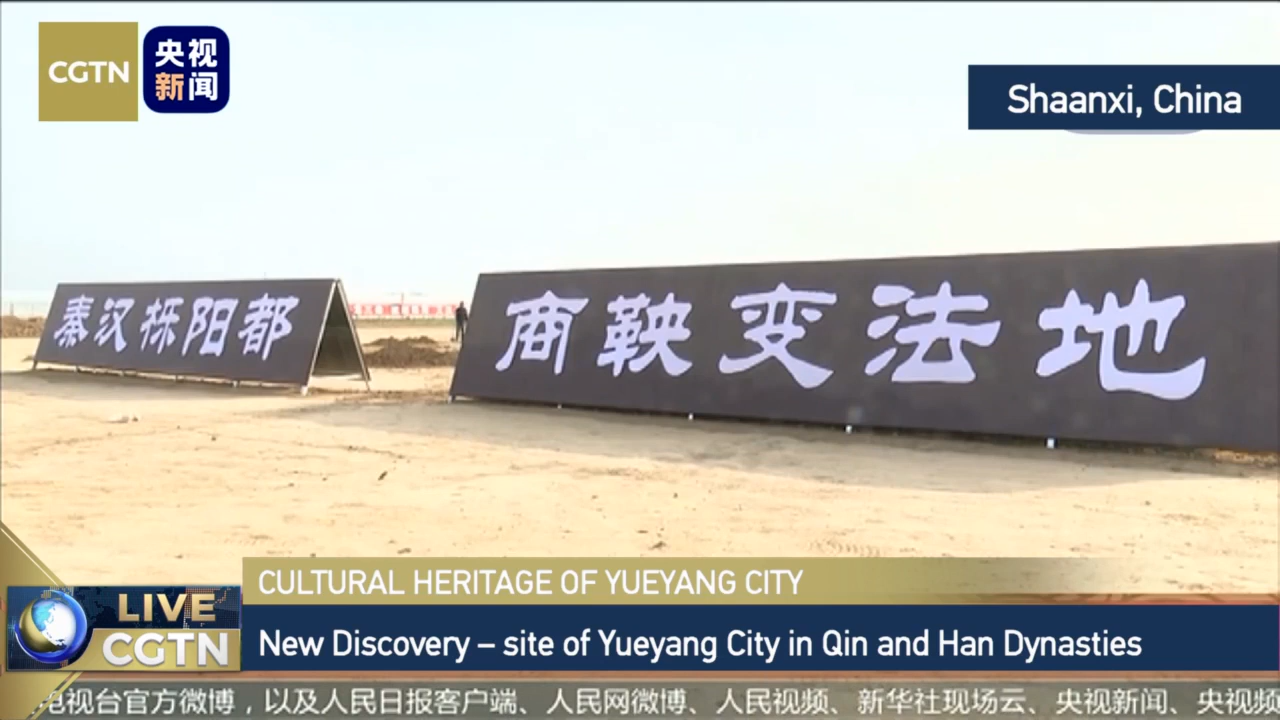 CGTN
央视
新闻
Shaanxi, China
秦汉栎阳都
商鞅变法地
CULTURAL HERITAGE OF YUEYANG CITY
LIVE
CGTN
New Discovery – site of Yueyang City in Qin and Han Dynasties
电视台官方微博，以及人民日报客户端、人民网微博、人民视频、新华社现场云、央视新闻、央视频